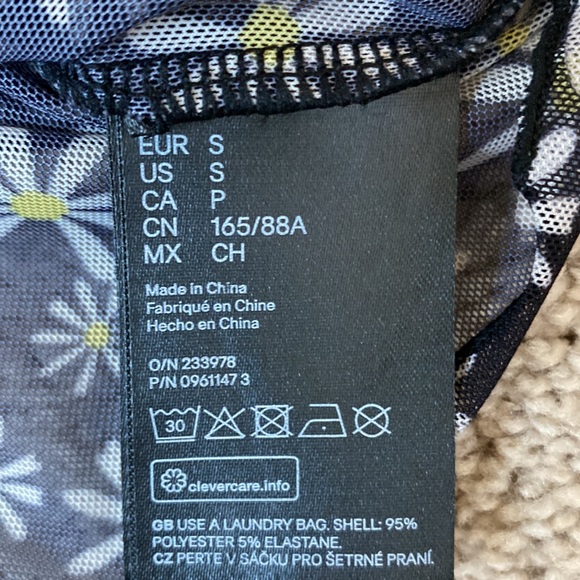 EUR S
US S
CA P
CN 165/88A
MX CH
Made in China
Fabriqué en Chine
Hecho en China
O/N 233978
P/N 0961147 3
30
clevercare.info
GB USE A LAUNDRY BAG. SHELL: 95%
POLYESTER 5% ELASTANE.
CZ PERTE V SÁČKU PRO ŠETRNÉ PRANÍ.